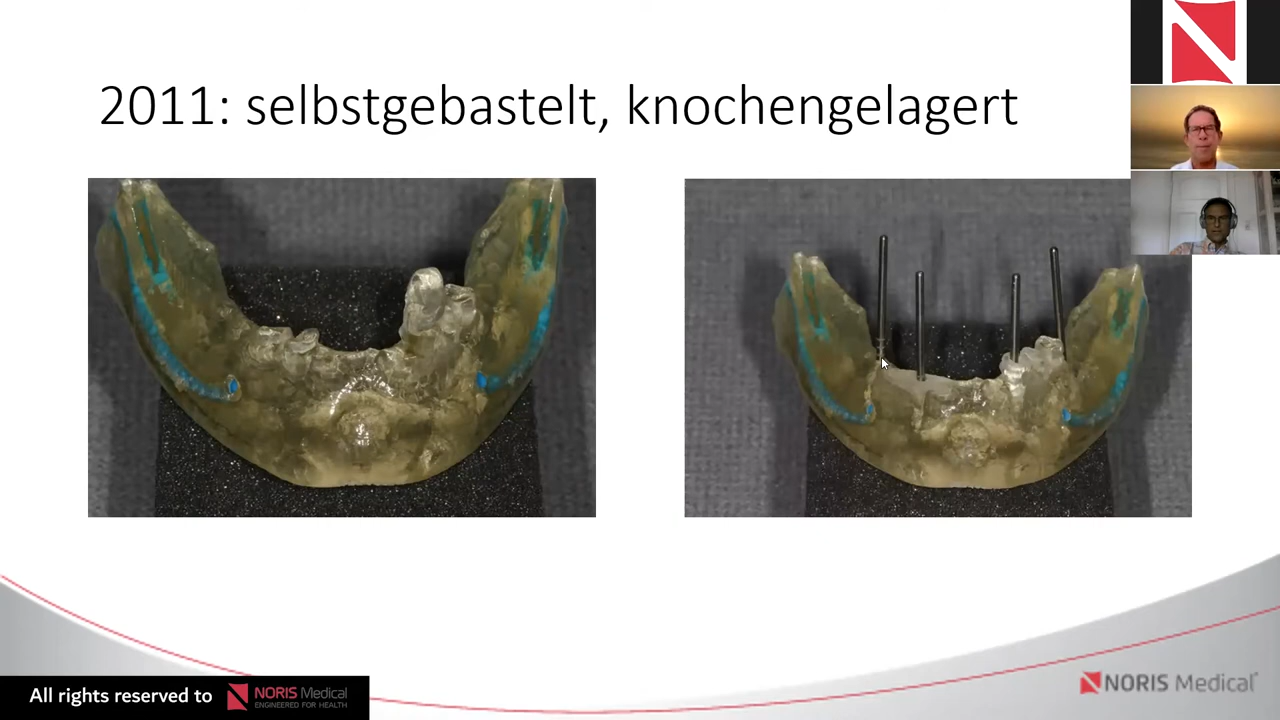 2011: selbstgebastelt, knochengelagert
All rights reserved to NORIS Medical
ENGINEERED FOR HEALTH
NORIS Medical